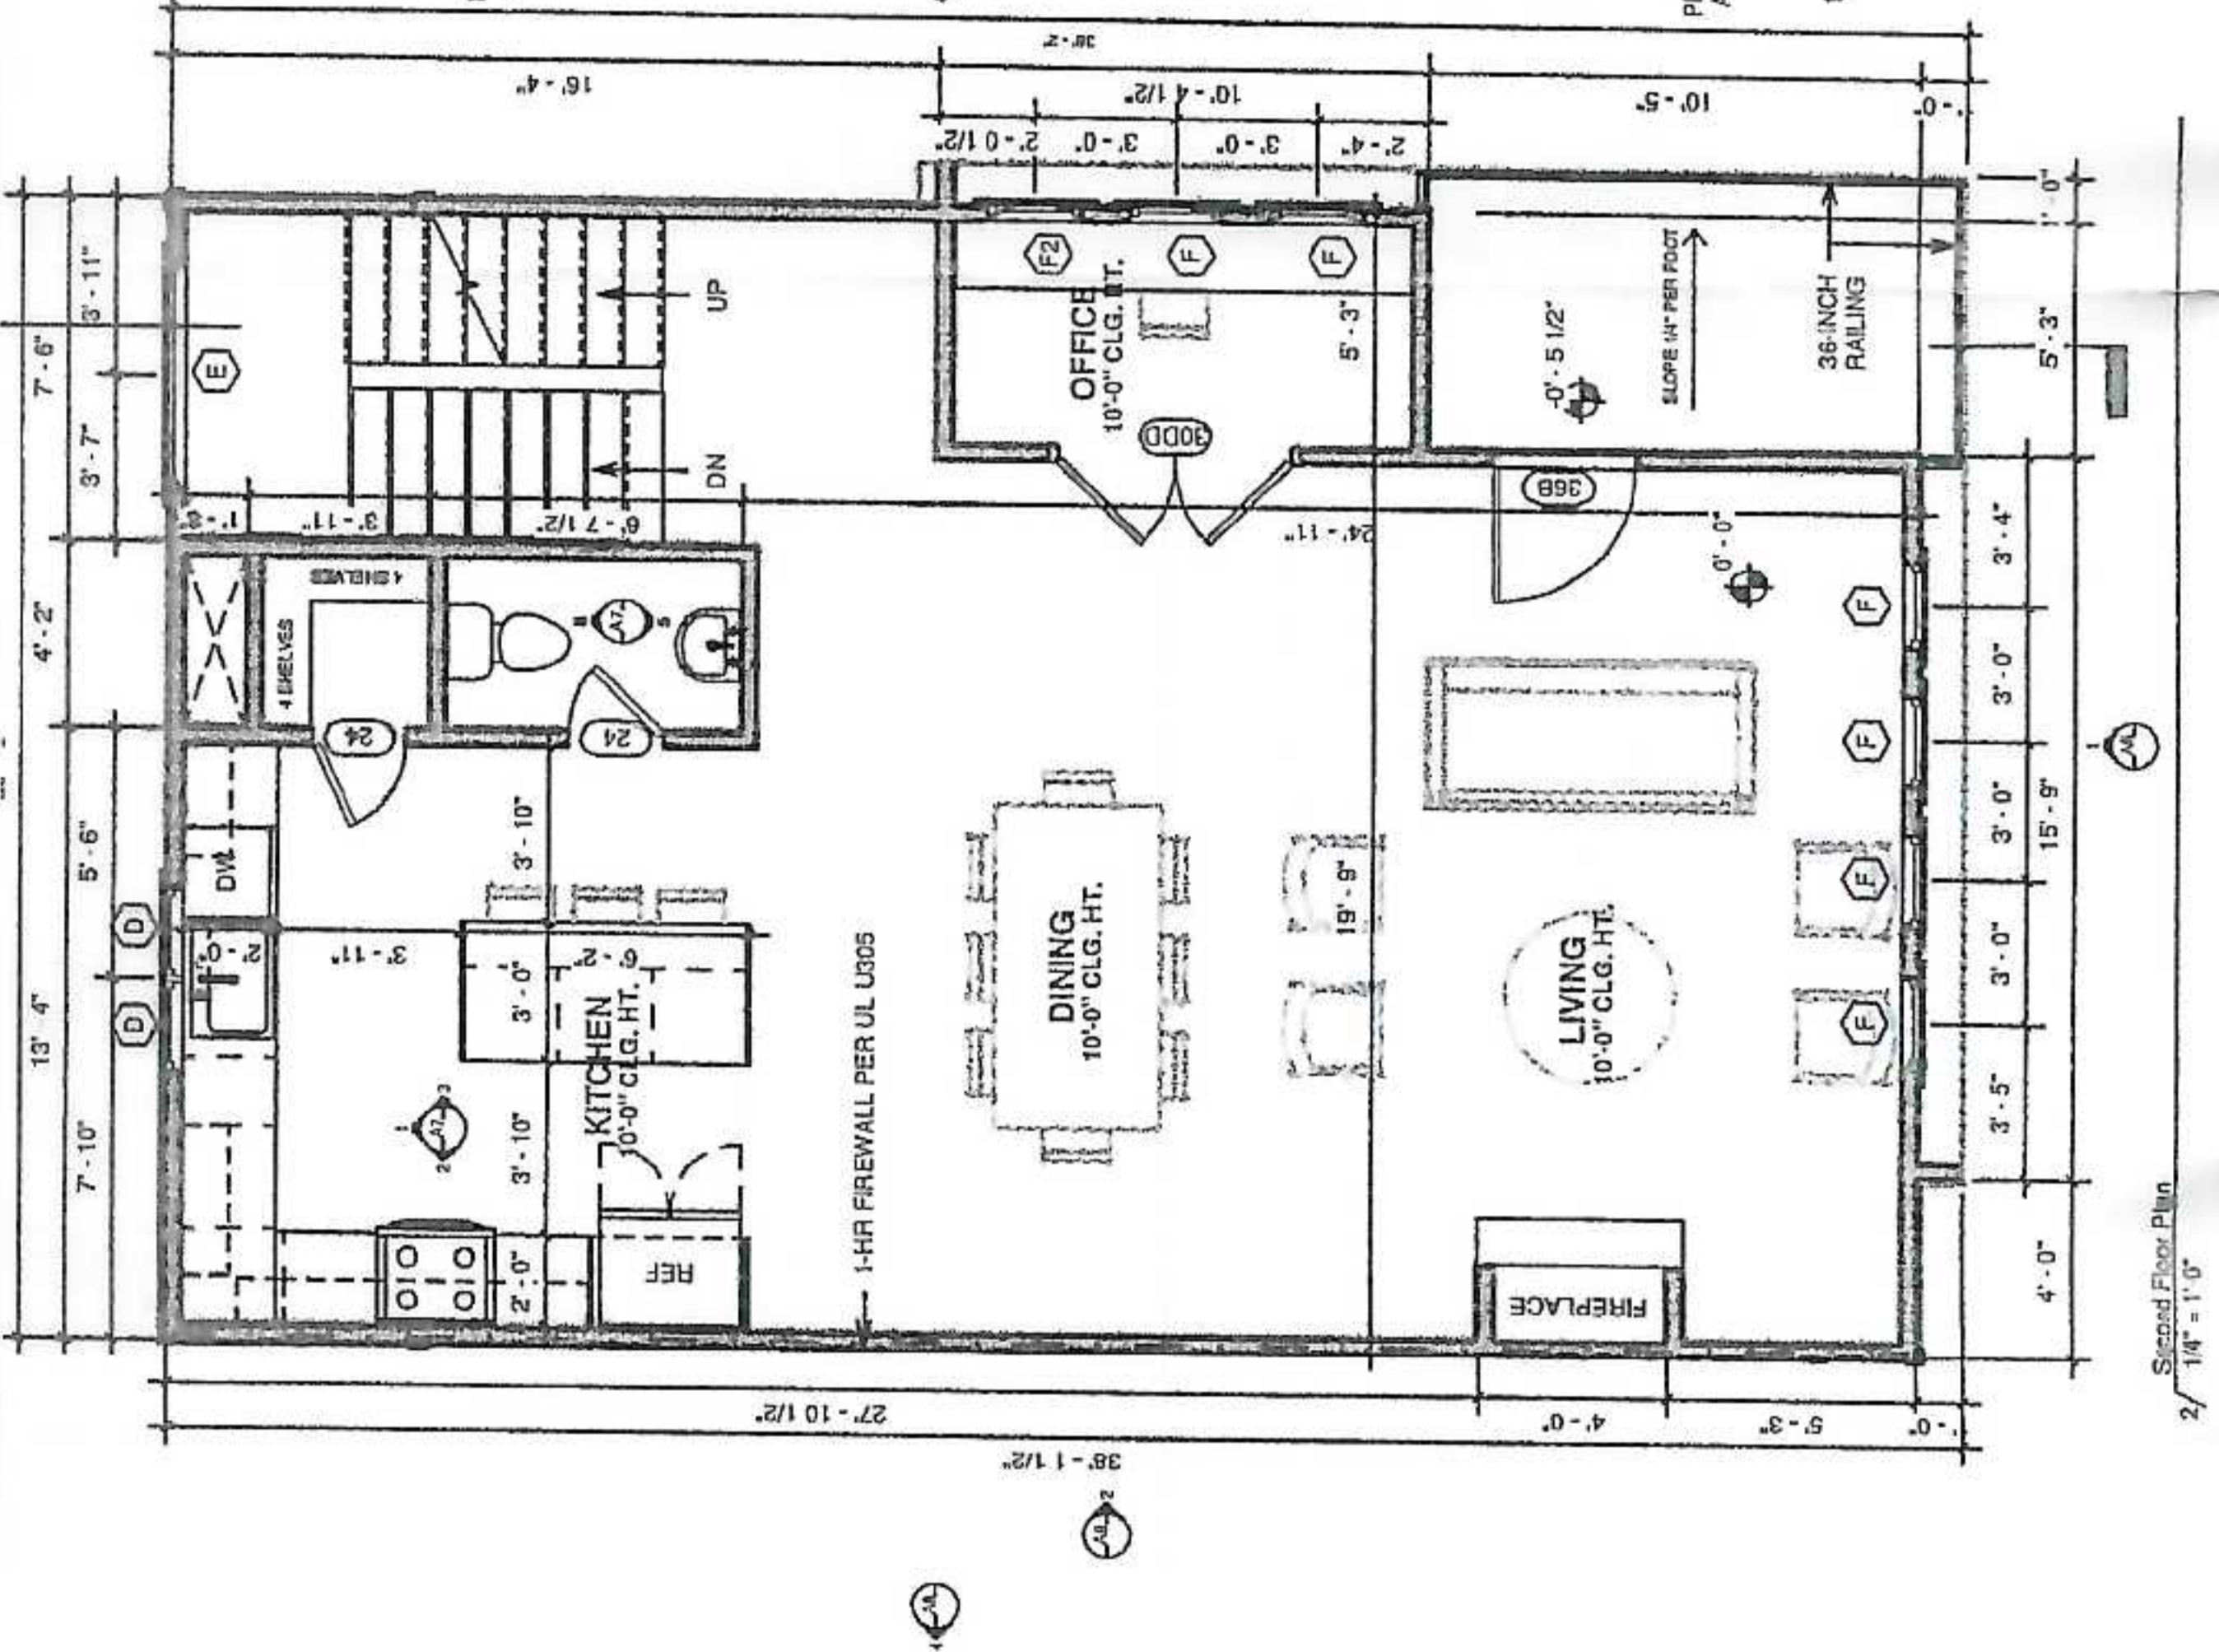 38'-2"
16'-4"
10'-4 1/2"
10'-5"
2'-0 1/2"
3'-0"
3'-0"
2'-4"
1'-0"
3'-11"
7'-6"
3'-7"
4'-2"
5'-6"
13'-4"
7'-10"
E
UP
DN
3'-11"
6'-7 1/2"
24'-11"
F2
F
F
OFFICE
10'-0" CLG. HT.
5'-3"
30DD
-0'-5 1/2"
SLOPE 1/4" PER FOOT
36-INCH
RAILING
36B
0'-0"
4 SHELVES
4 SHELVES
24
24
8
A7
5
D
D
DW
2'-0"
3'-11"
3'-10"
3'-0"
6'-2"
3'-10"
2'-0"
KITCHEN
10'-0" CLG. HT.
1
A7
2
3
REF
1-HR FIREWALL PER UL U305
DINING
10'-0" CLG. HT.
19'-9"
LIVING
10'-0" CLG. HT.
F
F
F
F
FIREPLACE
1'-0"
5'-3"
3'-4"
3'-0"
3'-0"
3'-0"
3'-5"
15'-9"
4'-0"
27'-10 1/2"
4'-0"
5'-3"
38'-1 1/2"
1
2
Second Floor Plan
2/ 1/4" = 1'-0"